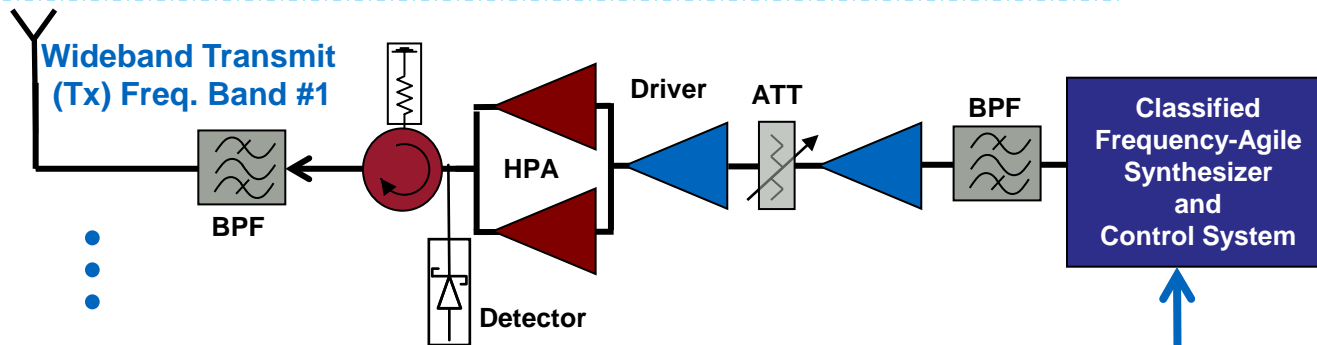 Wideband Transmit
(Tx) Freq. Band #1
BPF
HPA
Detector
Driver
ATT
BPF
Classified
Frequency-Agile
Synthesizer
and
Control System